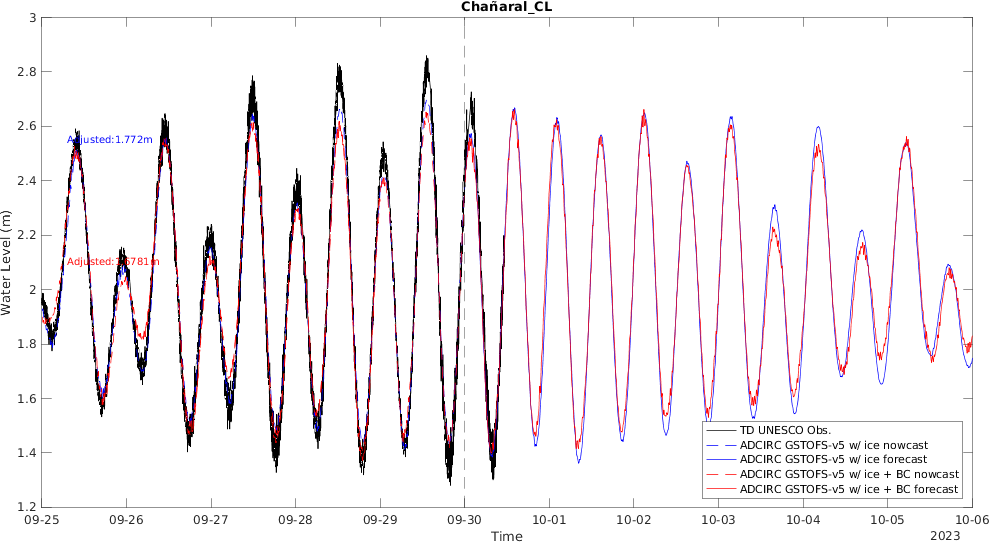 Chañaral_CL
3
2.8
2.6
2.4
2.2
2
1.8
1.6
1.4
1.2
Water Level (m)
Adjusted:1.772m
Adjusted:1.6781m
TD UNESCO Obs.
ADCIRC GSTOFS-v5 w/ ice nowcast
ADCIRC GSTOFS-v5 w/ ice forecast
ADCIRC GSTOFS-v5 w/ ice + BC nowcast
ADCIRC GSTOFS-v5 w/ ice + BC forecast
09-25 09-26 09-27 09-28 09-29 09-30 10-01 10-02 10-03 10-04 10-05 10-06
Time
2023